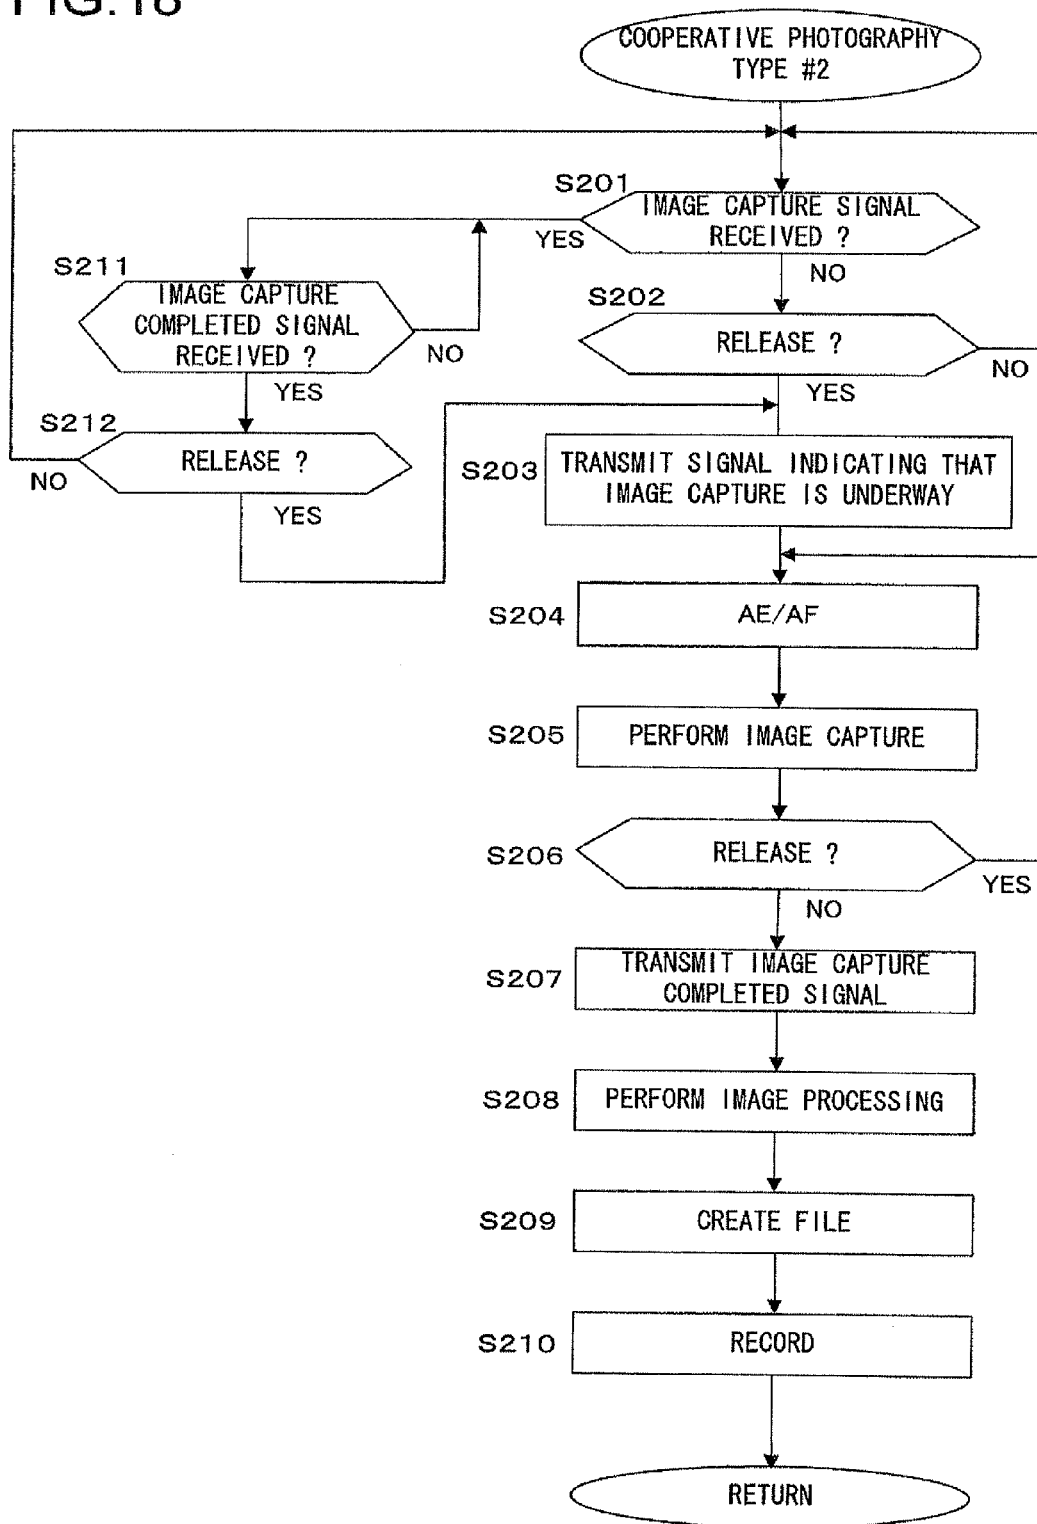 FIG.18
COOPERATIVE PHOTOGRAPHY
TYPE #2
S201
IMAGE CAPTURE SIGNAL
RECEIVED ?
YES
NO
S211
IMAGE CAPTURE
COMPLETED SIGNAL
RECEIVED ?
NO
YES
S202
RELEASE ?
NO
YES
S212
RELEASE ?
NO
YES
S203
TRANSMIT SIGNAL INDICATING THAT
IMAGE CAPTURE IS UNDERWAY
S204
AE/AF
S205
PERFORM IMAGE CAPTURE
S206
RELEASE ?
YES
NO
S207
TRANSMIT IMAGE CAPTURE
COMPLETED SIGNAL
S208
PERFORM IMAGE PROCESSING
S209
CREATE FILE
S210
RECORD
RETURN